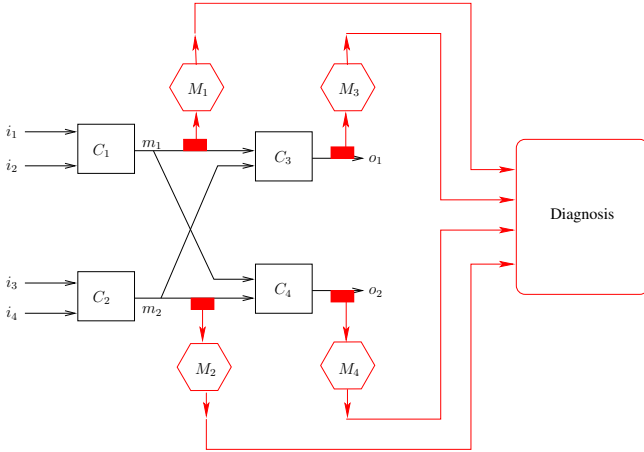 M₁
M₃
i₁
C₁
m₁
C₃
o₁
i₂
Diagnosis
i₃
C₂
m₂
C₄
o₂
i₄
M₂
M₄